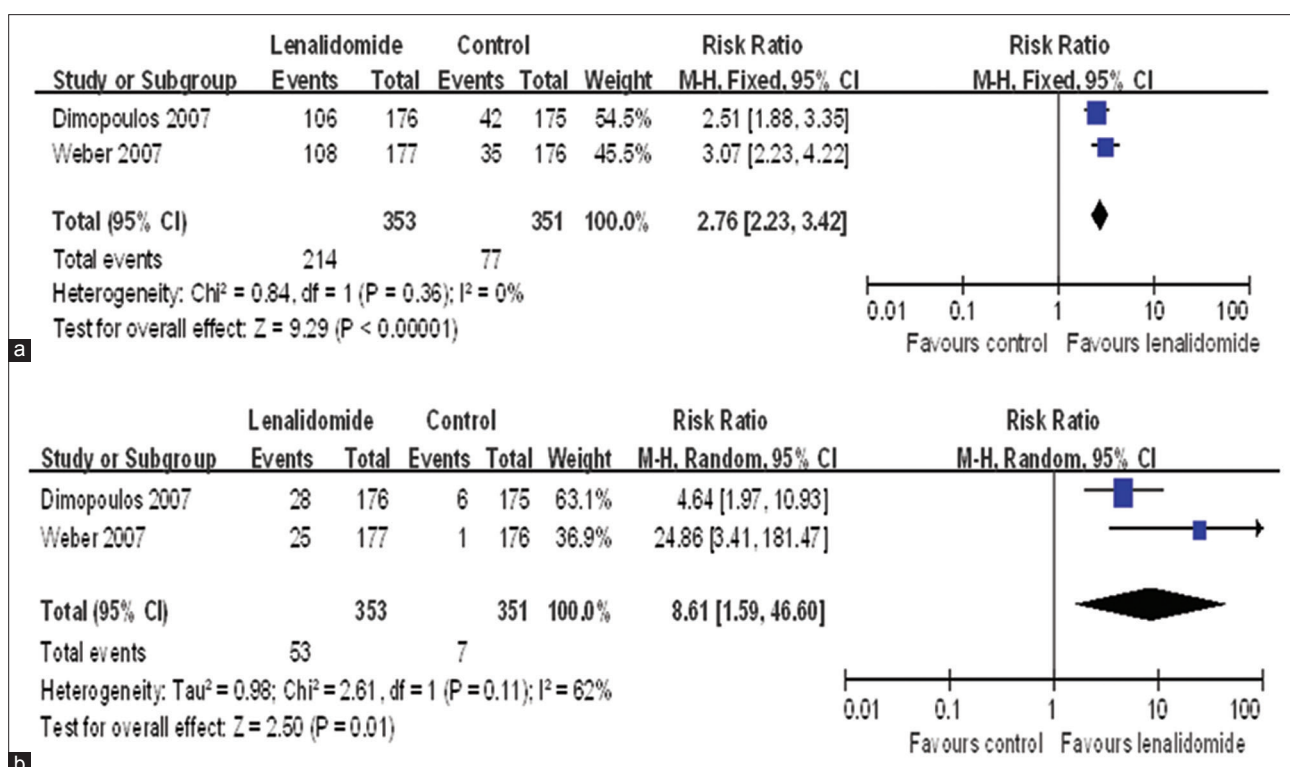 Lenalidomide Control Risk Ratio Risk Ratio
Study or Subgroup Events Total Events Total Weight M-H, Fixed, 95% CI M-H, Fixed, 95% CI
Dimopoulos 2007 106 176 42 175 54.5% 2.51 [1.88, 3.35]
Weber 2007 108 177 35 176 45.5% 3.07 [2.23, 4.22]
Total (95% CI) 353 351 100.0% 2.76 [2.23, 3.42]
Total events 214 77
Heterogeneity: Chi² = 0.84, df = 1 (P = 0.36); I² = 0%
Test for overall effect: Z = 9.29 (P < 0.00001)
0.01 0.1 1 10 100
Favours control Favours lenalidomide
a
Lenalidomide Control Risk Ratio Risk Ratio
Study or Subgroup Events Total Events Total Weight M-H, Random, 95% CI M-H, Random, 95% CI
Dimopoulos 2007 28 176 6 175 63.1% 4.64 [1.97, 10.93]
Weber 2007 25 177 1 176 36.9% 24.86 [3.41, 181.47]
Total (95% CI) 353 351 100.0% 8.61 [1.59, 46.60]
Total events 53 7
Heterogeneity: Tau² = 0.98; Chi² = 2.61, df = 1 (P = 0.11); I² = 62%
Test for overall effect: Z = 2.50 (P = 0.01)
0.01 0.1 1 10 100
Favours control Favours lenalidomide
b